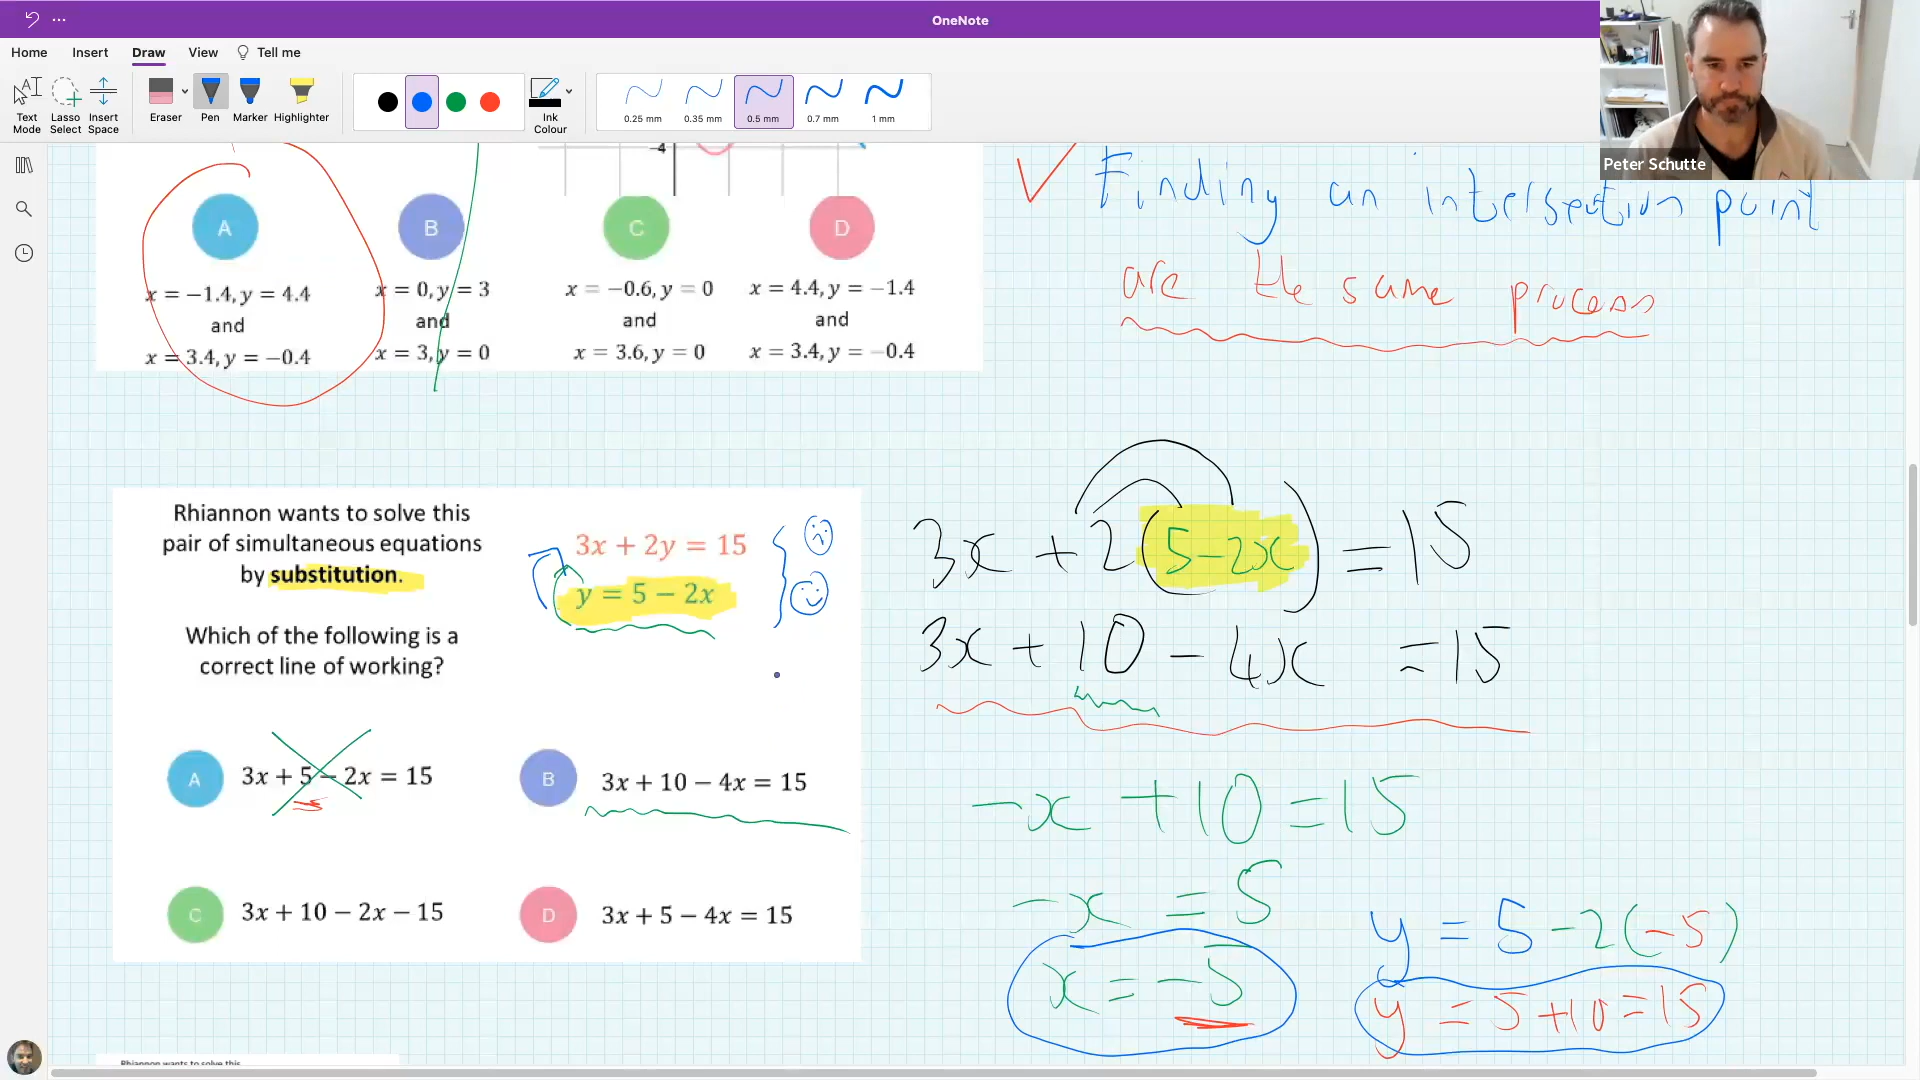 OneNote
Home Insert Draw View Tell me
Text Mode
Lasso Select
Insert Space
Eraser
Pen
Marker
Highlighter
Ink Colour
0.25 mm
0.35 mm
0.5 mm
0.7 mm
1 mm
Peter Schutte
-4
A
x = −1.4, y = 4.4
and
x = 3.4, y = −0.4
B
x = 0, y = 3
and
x = 3, y = 0
C
x = −0.6, y = 0
and
x = 3.6, y = 0
D
x = 4.4, y = −1.4
and
x = 3.4, y = −0.4
Finding an intersection point
are the same process
Rhiannon wants to solve this
pair of simultaneous equations
by substitution.
3x + 2y = 15
y = 5 − 2x
Which of the following is a
correct line of working?
A 3x + 5 − 2x = 15
B 3x + 10 − 4x = 15
C 3x + 10 − 2x − 15
D 3x + 5 − 4x = 15
3x + 2(5 − 2x) = 15
3x + 10 − 4x = 15
−x + 10 = 15
−x = 5
x = −5
y = 5 − 2(−5)
y = 5 + 10 = 15
Rhiannon wants to solve this